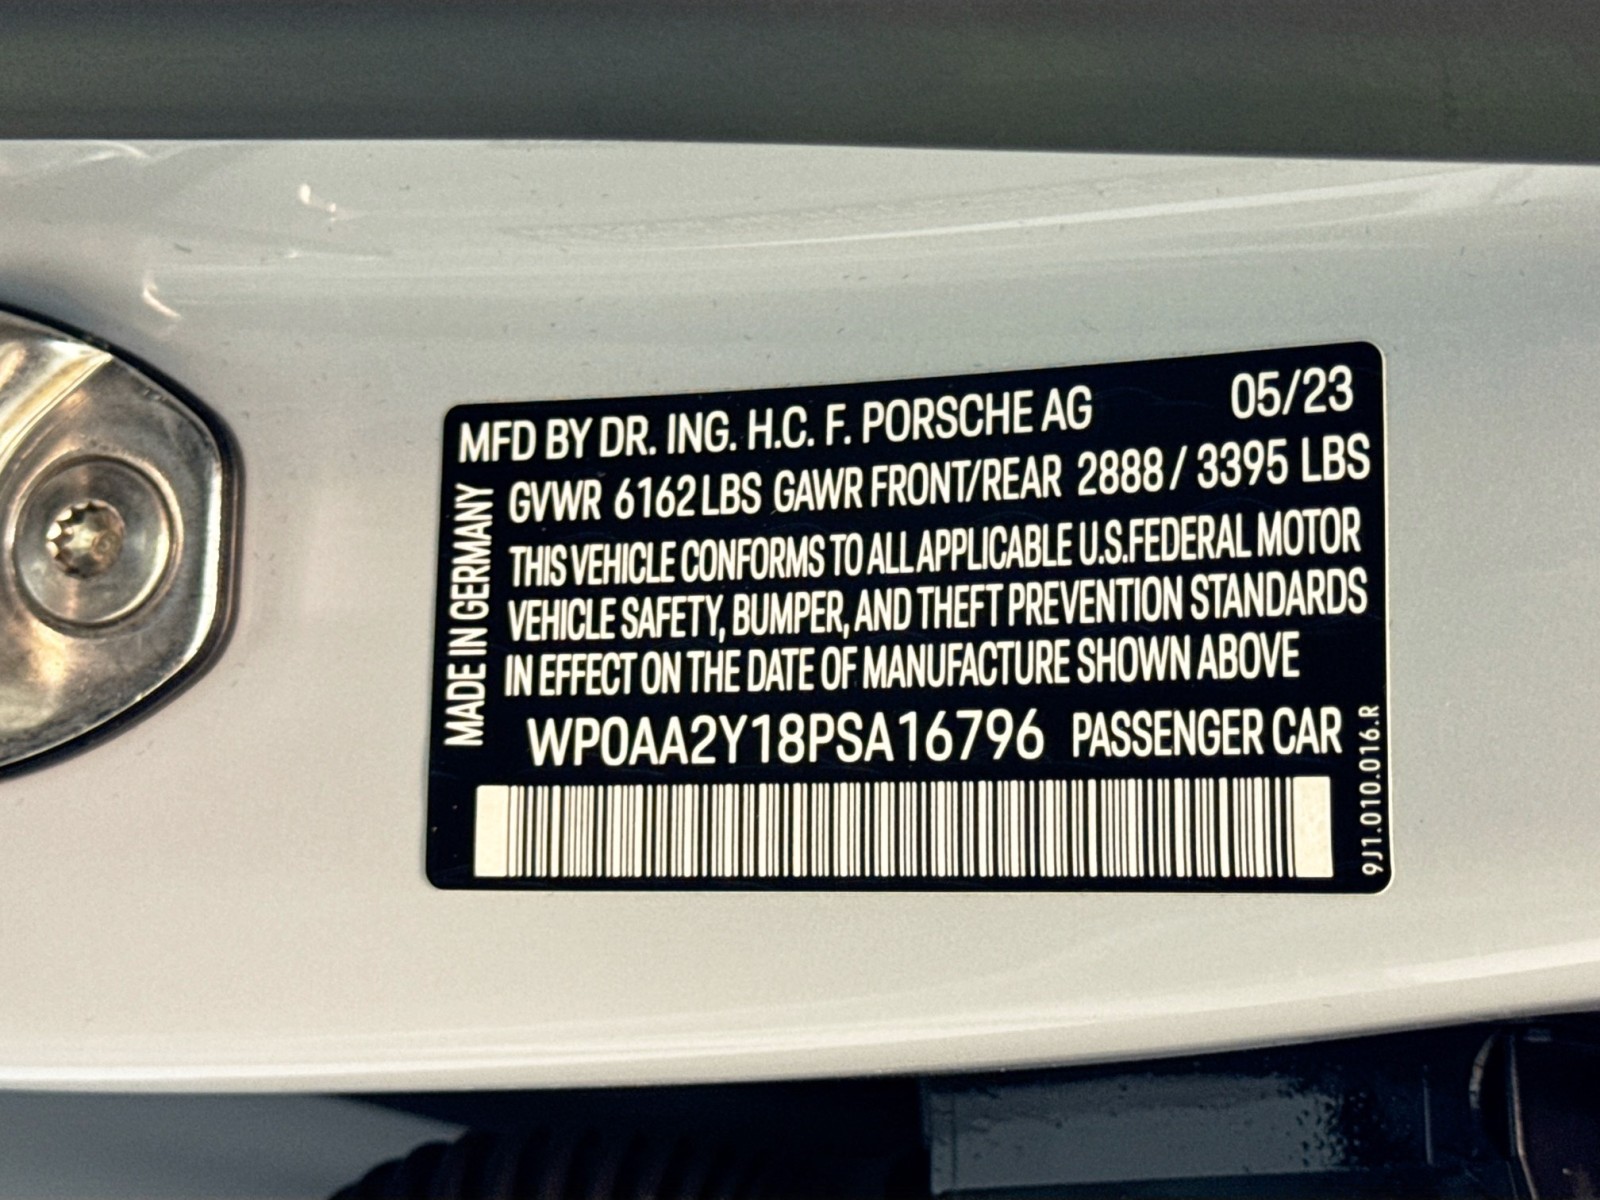 MFD BY DR. ING. H.C. F. PORSCHE AG 05/23
GVWR 6162 LBS GAWR FRONT/REAR 2888 / 3395 LBS
THIS VEHICLE CONFORMS TO ALL APPLICABLE U.S.FEDERAL MOTOR
VEHICLE SAFETY, BUMPER, AND THEFT PREVENTION STANDARDS
IN EFFECT ON THE DATE OF MANUFACTURE SHOWN ABOVE
WP0AA2Y18PSA16796 PASSENGER CAR
MADE IN GERMANY
9J1.010.016.R